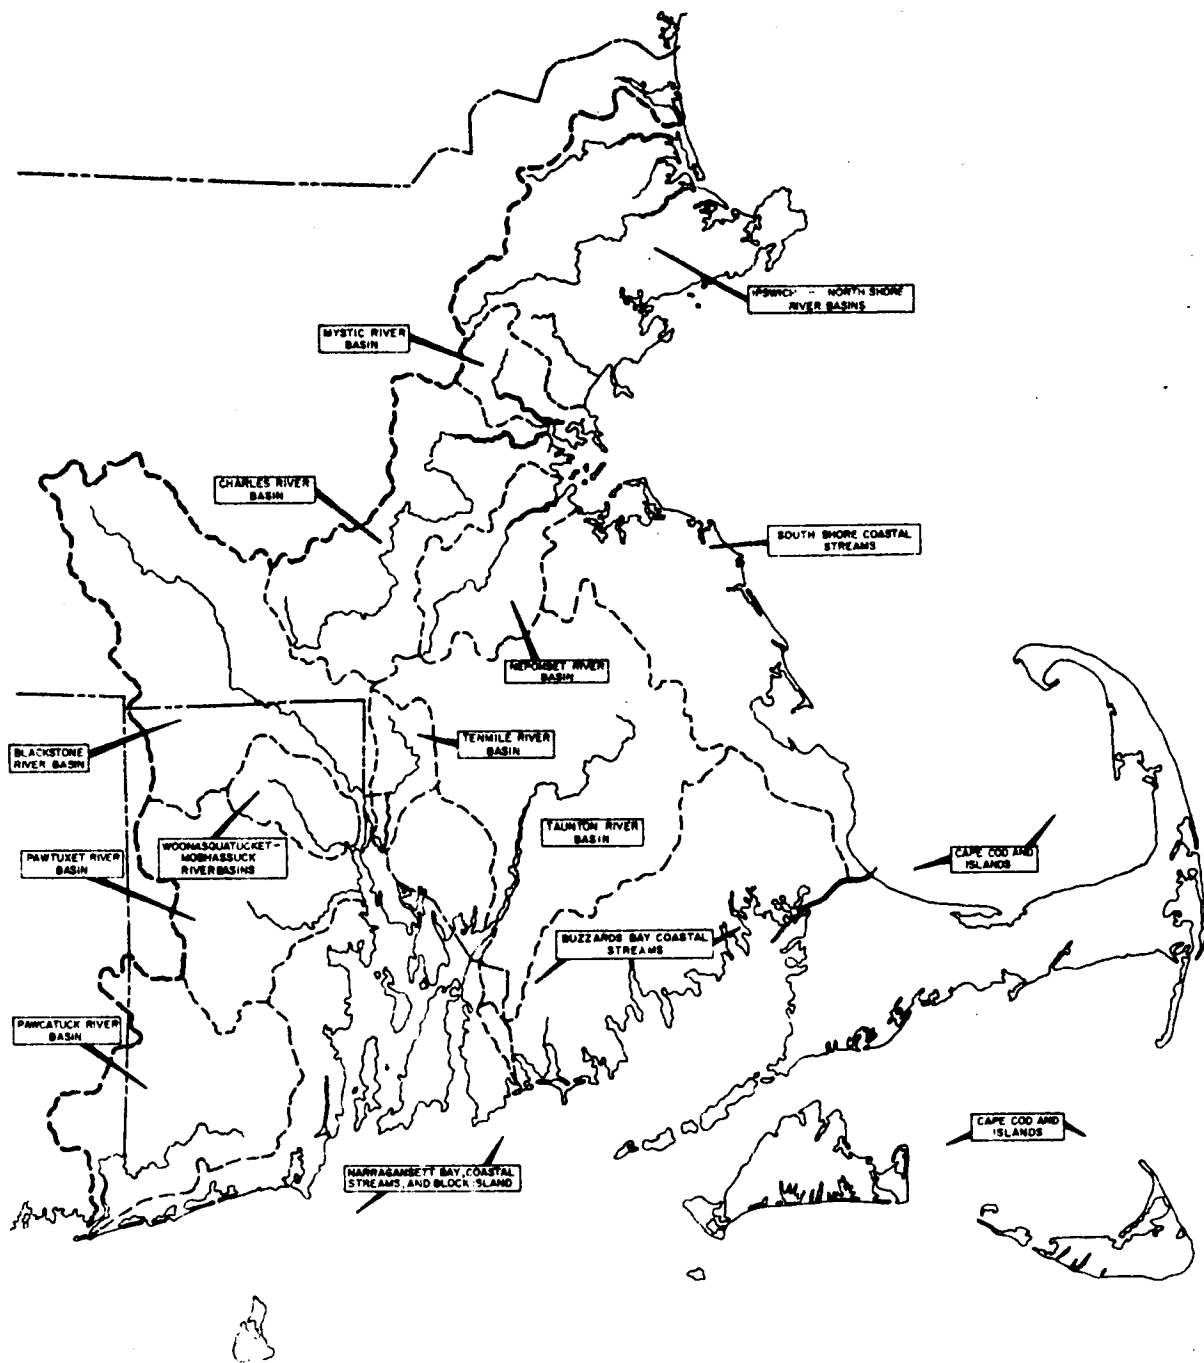 IPSWICH - NORTH SHORE
RIVER BASINS
MYSTIC RIVER
BASIN
CHARLES RIVER
BASIN
SOUTH SHORE COASTAL
STREAMS
NEPONSET RIVER
BASIN
BLACKSTONE
RIVER BASIN
TENMILE RIVER
BASIN
TAUNTON RIVER
BASIN
WOONASQUATUCKET-
MOSHASSUCK
RIVER BASINS
PAWTUXET RIVER
BASIN
CAPE COD AND
ISLANDS
BUZZARDS BAY COASTAL
STREAMS
PAWCATUCK RIVER
BASIN
CAPE COD AND
ISLANDS
NARRAGANSETT BAY, COASTAL
STREAMS, AND BLOCK ISLAND